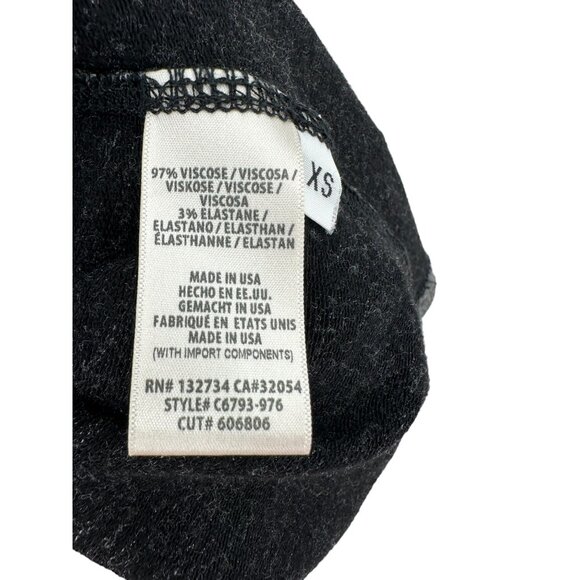 97% VISCOSE / VISCOSA /
VISKOSE / VISCOSE /
VISCOSA
3% ELASTANE /
ELASTANO / ELASTHAN /
ÉLASTHANNE / ELASTAN
MADE IN USA
HECHO EN EE.UU.
GEMACHT IN USA
FABRIQUÉ EN ETATS UNIS
MADE IN USA
(WITH IMPORT COMPONENTS)
RN# 132734 CA#32054
STYLE# C6793-976
CUT# 606806
XS